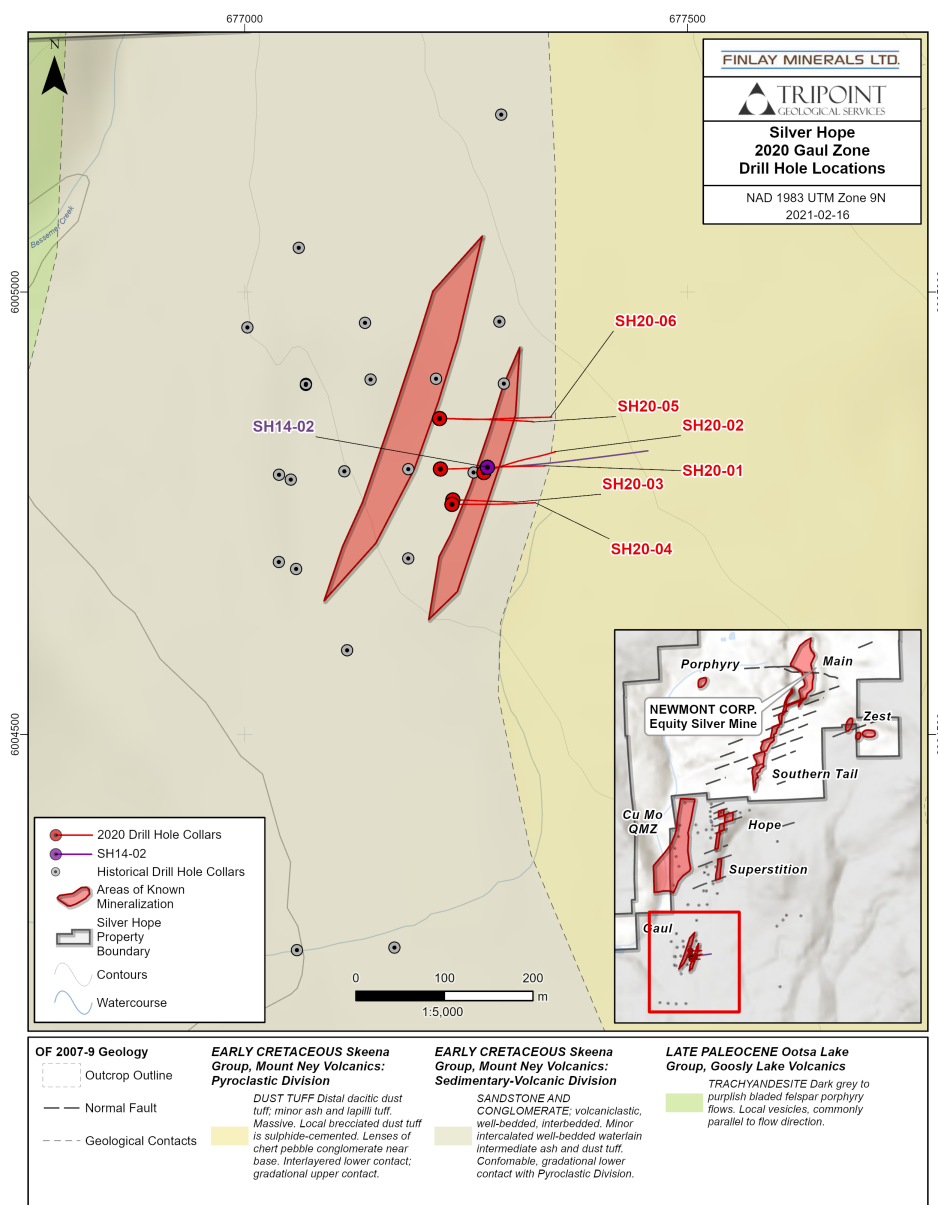 677000
677500
N
FINLAY MINERALS LTD.
TRIPOINT
GEOLOGICAL SERVICES
Silver Hope
2020 Gaul Zone
Drill Hole Locations
NAD 1983 UTM Zone 9N
2021-02-16
Bessemer Creek
6005000
SH20-06
SH20-05
SH14-02
SH20-02
SH20-01
SH20-03
SH20-04
6004500
Porphyry
Main
NEWMONT CORP.
Equity Silver Mine
Zest
Southern Tail
Cu Mo
QMZ
Hope
Superstition
Gaul
2020 Drill Hole Collars
SH14-02
Historical Drill Hole Collars
Areas of Known
Mineralization
Silver Hope
Property
Boundary
Contours
Watercourse
0 100 200
m
1:5,000
OF 2007-9 Geology
Outcrop Outline
Normal Fault
Geological Contacts
EARLY CRETACEOUS Skeena
Group, Mount Ney Volcanics:
Pyroclastic Division
DUST TUFF Distal dacitic dust
tuff; minor ash and lapilli tuff.
Massive. Local brecciated dust tuff
is sulphide-cemented. Lenses of
chert pebble conglomerate near
base. Interlayered lower contact;
gradational upper contact.
EARLY CRETACEOUS Skeena
Group, Mount Ney Volcanics:
Sedimentary-Volcanic Division
SANDSTONE AND
CONGLOMERATE; volcaniclastic,
well-bedded, interbedded. Minor
intercalated well-bedded waterlain
intermediate ash and dust tuff.
Confomable, gradational lower
contact with Pyroclastic Division.
LATE PALEOCENE Ootsa Lake
Group, Goosly Lake Volcanics
TRACHYANDESITE Dark grey to
purplish bladed felspar porphyry
flows. Local vesicles, commonly
parallel to flow direction.